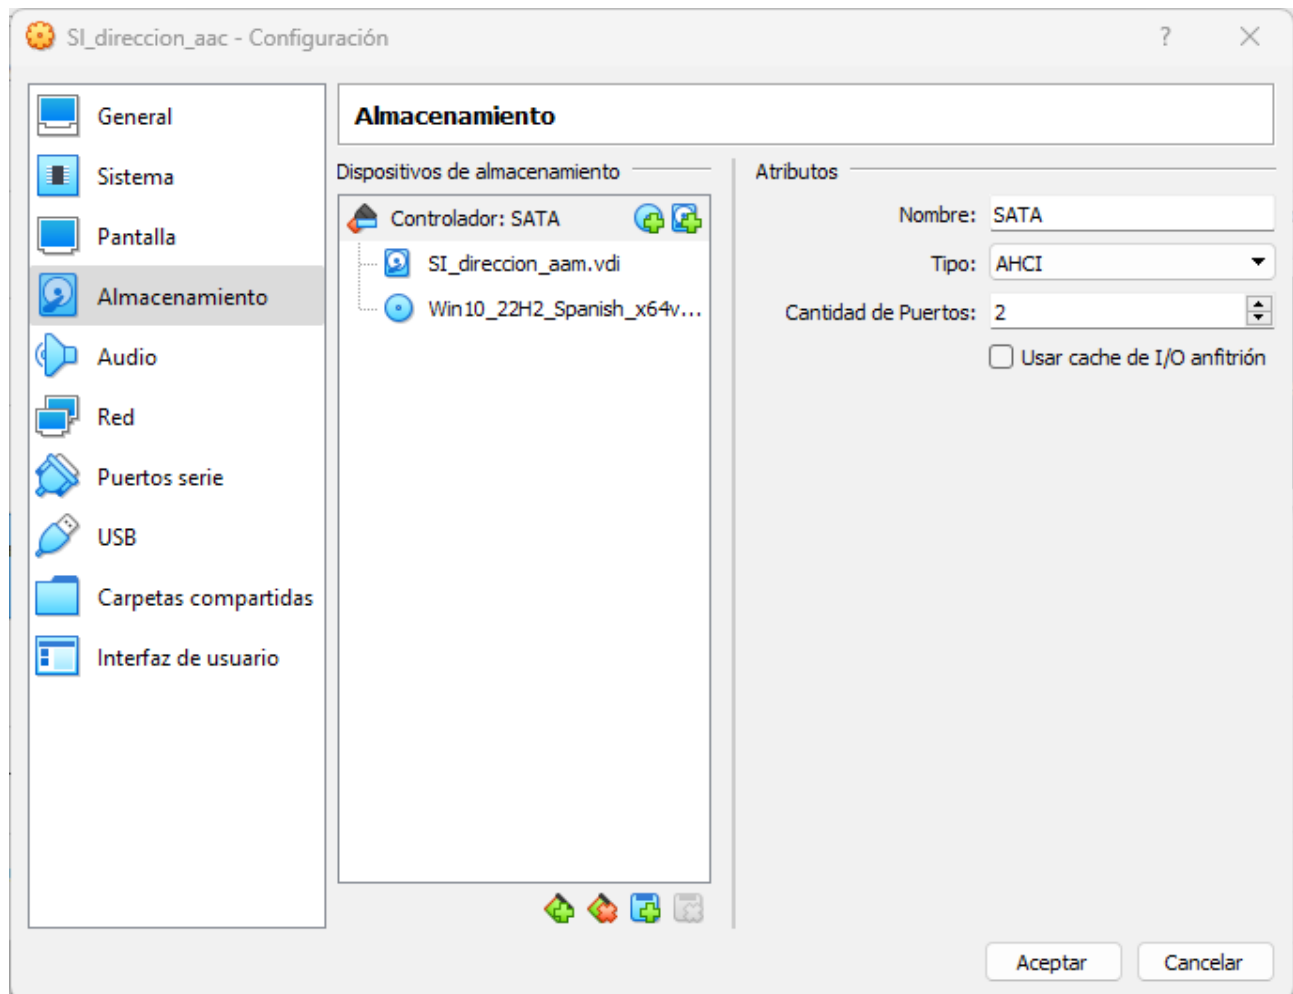 SI_direccion_aac - Configuración
?
General
Sistema
Pantalla
Almacenamiento
Audio
Red
Puertos serie
USB
Carpetas compartidas
Interfaz de usuario
Almacenamiento
Dispositivos de almacenamiento
Controlador: SATA
SI_direccion_aam.vdi
Win10_22H2_Spanish_x64v...
Atributos
Nombre: SATA
Tipo: AHCI
Cantidad de Puertos: 2
Usar cache de I/O anfitrión
Aceptar Cancelar